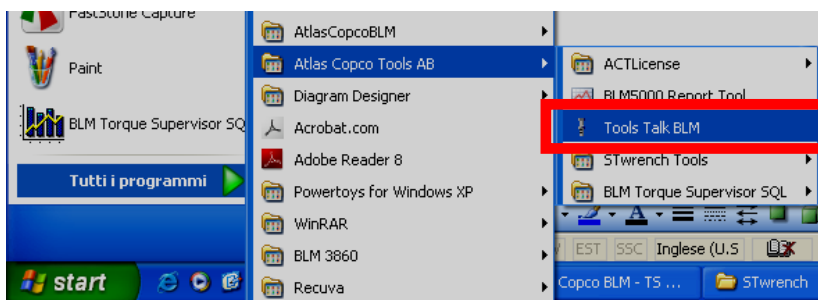 FastStone Capture
Paint
BLM Torque Supervisor SQ
Tutti i programmi
start
AtlasCopcoBLM
Atlas Copco Tools AB
Diagram Designer
Acrobat.com
Adobe Reader 8
Powertoys for Windows XP
WinRAR
BLM 3860
Recuva
ACTLicense
BLM5000 Report Tool
Tools Talk BLM
STwrench Tools
BLM Torque Supervisor SQL
A
EST SSC Inglese (U.S
Copco BLM - TS ...
STwrench